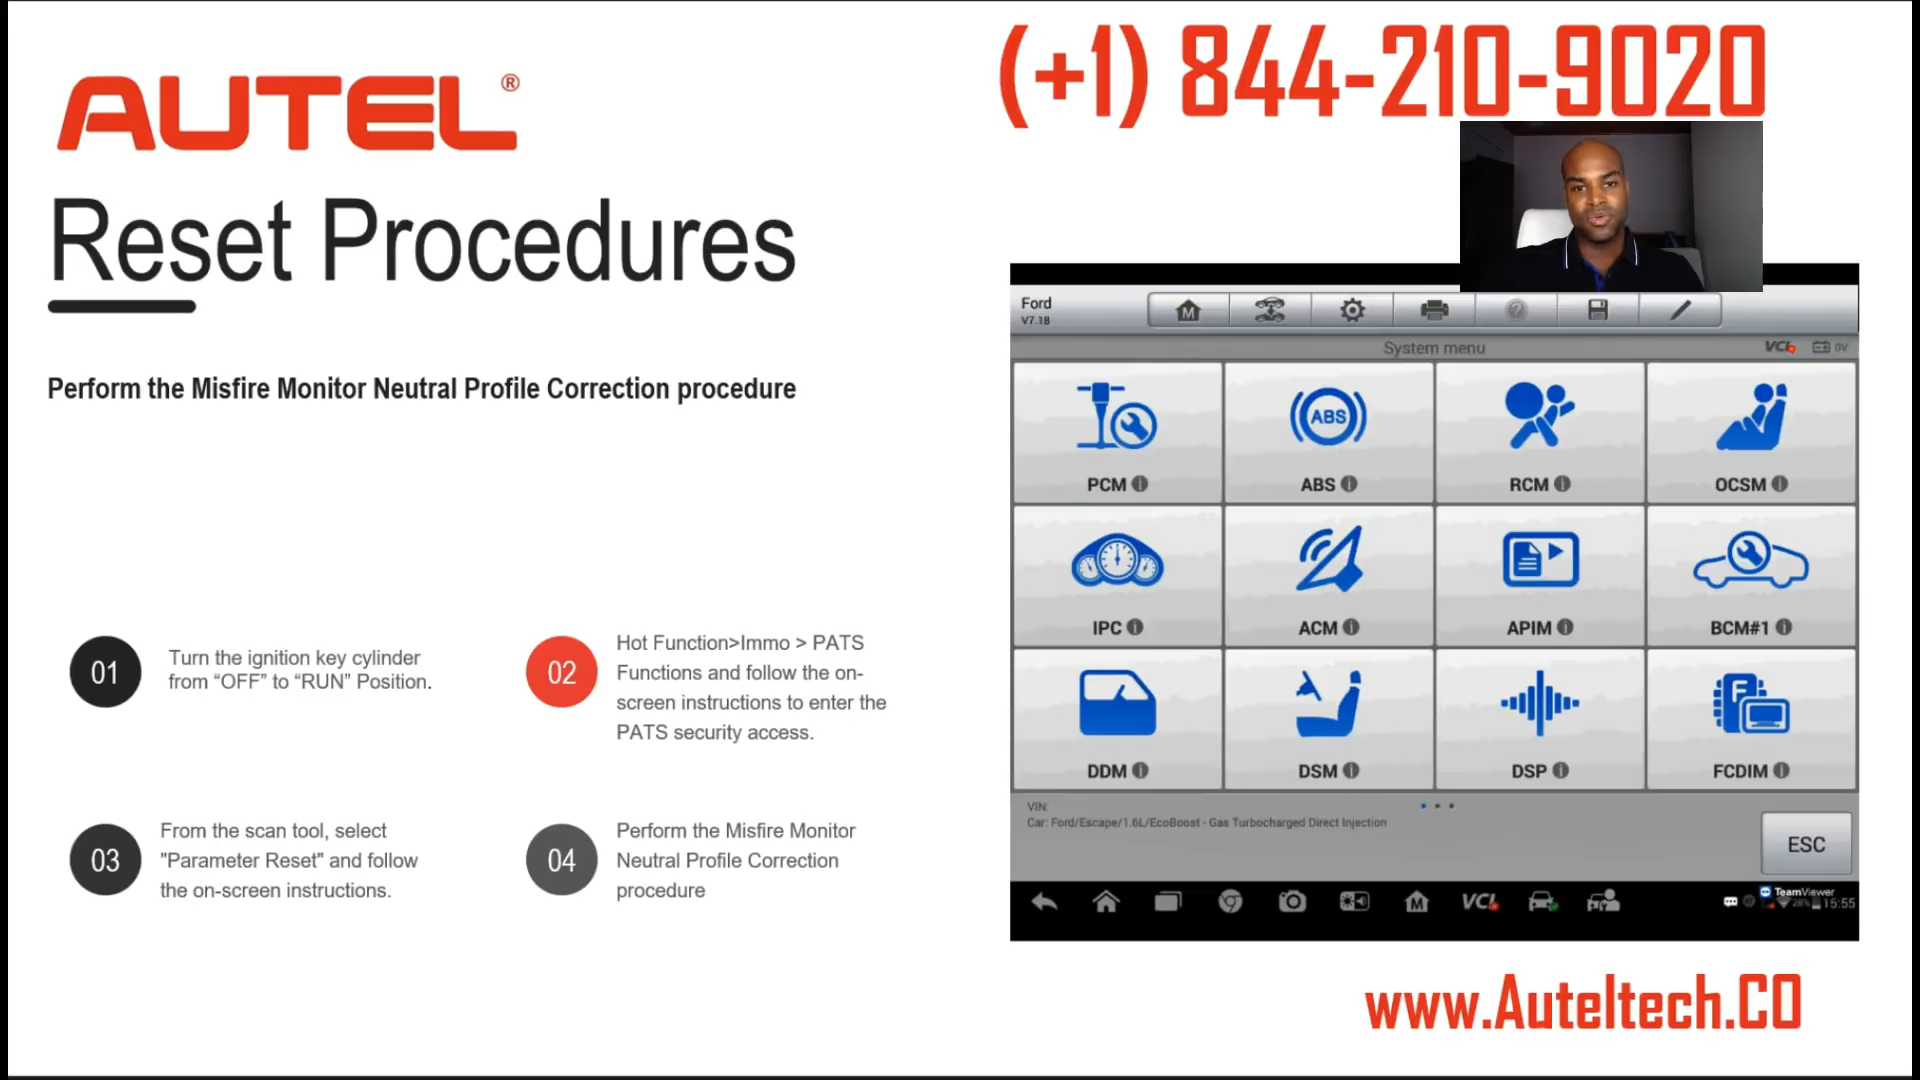 (+1) 844-210-9020
AUTEL®
Reset Procedures
Perform the Misfire Monitor Neutral Profile Correction procedure
01
Turn the ignition key cylinder
from “OFF” to “RUN” Position.
02
Hot Function>Immo > PATS
Functions and follow the on-
screen instructions to enter the
PATS security access.
03
From the scan tool, select
"Parameter Reset" and follow
the on-screen instructions.
04
Perform the Misfire Monitor
Neutral Profile Correction
procedure
Ford
V7.18
M
?
System menu
VCI
0V
ABS
PCM i
ABS i
RCM i
OCSM i
IPC i
ACM i
APIM i
BCM#1 i
F
DDM i
DSM i
DSP i
FCDIM i
VIN:
Car: Ford/Escape/1.6L/EcoBoost - Gas Turbocharged Direct Injection
ESC
M
VCI
TeamViewer
28%
15:55
www.Auteltech.CO